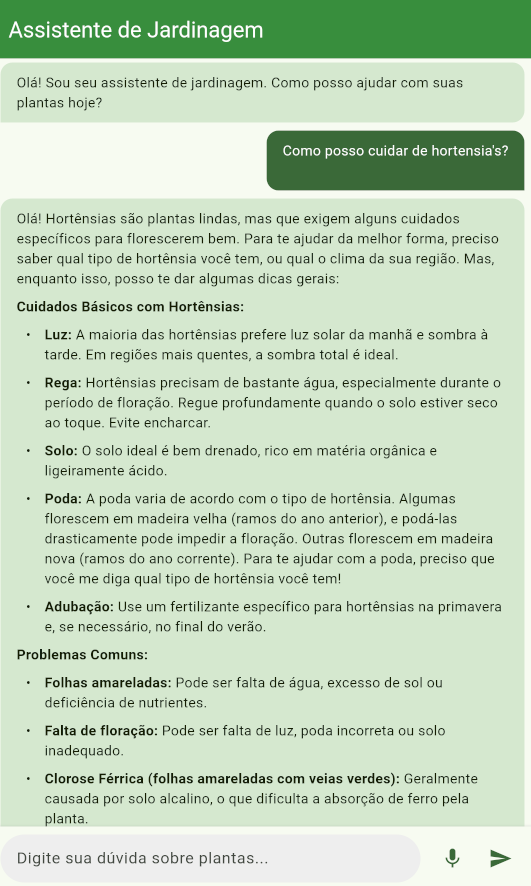 Assistente de Jardinagem
Olá! Sou seu assistente de jardinagem. Como posso ajudar com suas
plantas hoje?
Como posso cuidar de hortensia's?
Olá! Hortênsias são plantas lindas, mas que exigem alguns cuidados
específicos para florescerem bem. Para te ajudar da melhor forma, preciso
saber qual tipo de hortênsia você tem, ou qual o clima da sua região. Mas,
enquanto isso, posso te dar algumas dicas gerais:
Cuidados Básicos com Hortênsias:
• Luz: A maioria das hortênsias prefere luz solar da manhã e sombra à
tarde. Em regiões mais quentes, a sombra total é ideal.
• Rega: Hortênsias precisam de bastante água, especialmente durante o
período de floração. Regue profundamente quando o solo estiver seco
ao toque. Evite encharcar.
• Solo: O solo ideal é bem drenado, rico em matéria orgânica e
ligeiramente ácido.
• Poda: A poda varia de acordo com o tipo de hortênsia. Algumas
florescem em madeira velha (ramos do ano anterior), e podá-las
drasticamente pode impedir a floração. Outras florescem em madeira
nova (ramos do ano corrente). Para te ajudar com a poda, preciso que
você me diga qual tipo de hortênsia você tem!
• Adubação: Use um fertilizante específico para hortênsias na primavera
e, se necessário, no final do verão.
Problemas Comuns:
• Folhas amareladas: Pode ser falta de água, excesso de sol ou
deficiência de nutrientes.
• Falta de floração: Pode ser falta de luz, poda incorreta ou solo
inadequado.
• Clorose Férrica (folhas amareladas com veias verdes): Geralmente
causada por solo alcalino, o que dificulta a absorção de ferro pela
planta.
Digite sua dúvida sobre plantas...